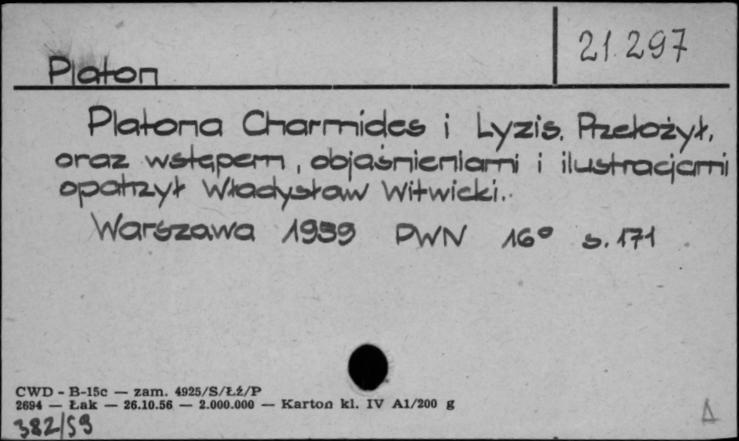 Platon
21.297
Platona Charmides i Lyzis. Przełożył,
oraz wstępem, objaśnieniami i ilustracjami
opatrzył Władysław Witwicki.
Warszawa 1959 PWN 16° s. 171
CWD - B-15c — zam. 4925/S/Łź/P
2694 — Łak — 26.10.56 — 2.000.000 — Karton kl. IV A1/200 g
382/59